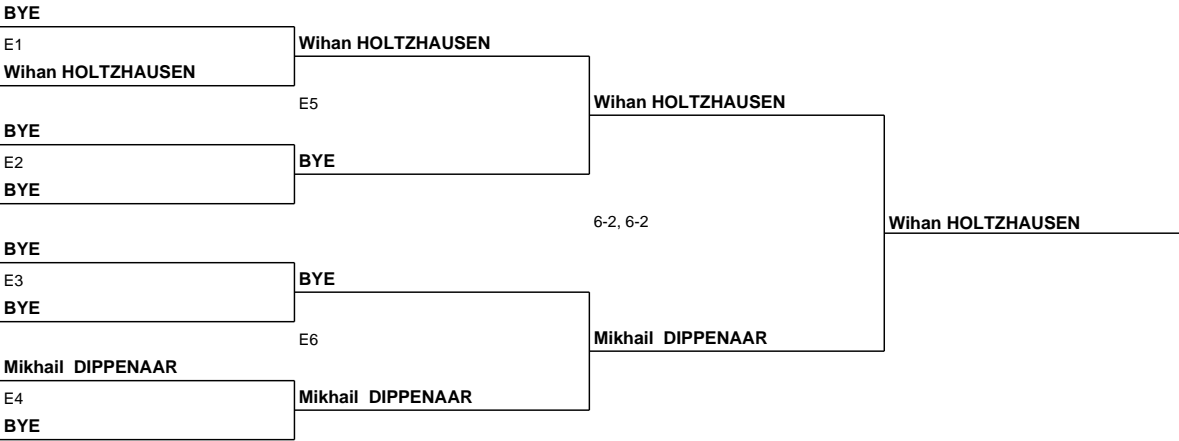 BYE
E1
Wihan HOLTZHAUSEN
Wihan HOLTZHAUSEN
E5
Wihan HOLTZHAUSEN
BYE
E2
BYE
BYE
6-2, 6-2
Wihan HOLTZHAUSEN
BYE
E3
BYE
BYE
E6
Mikhail DIPPENAAR
Mikhail DIPPENAAR
E4
Mikhail DIPPENAAR
BYE